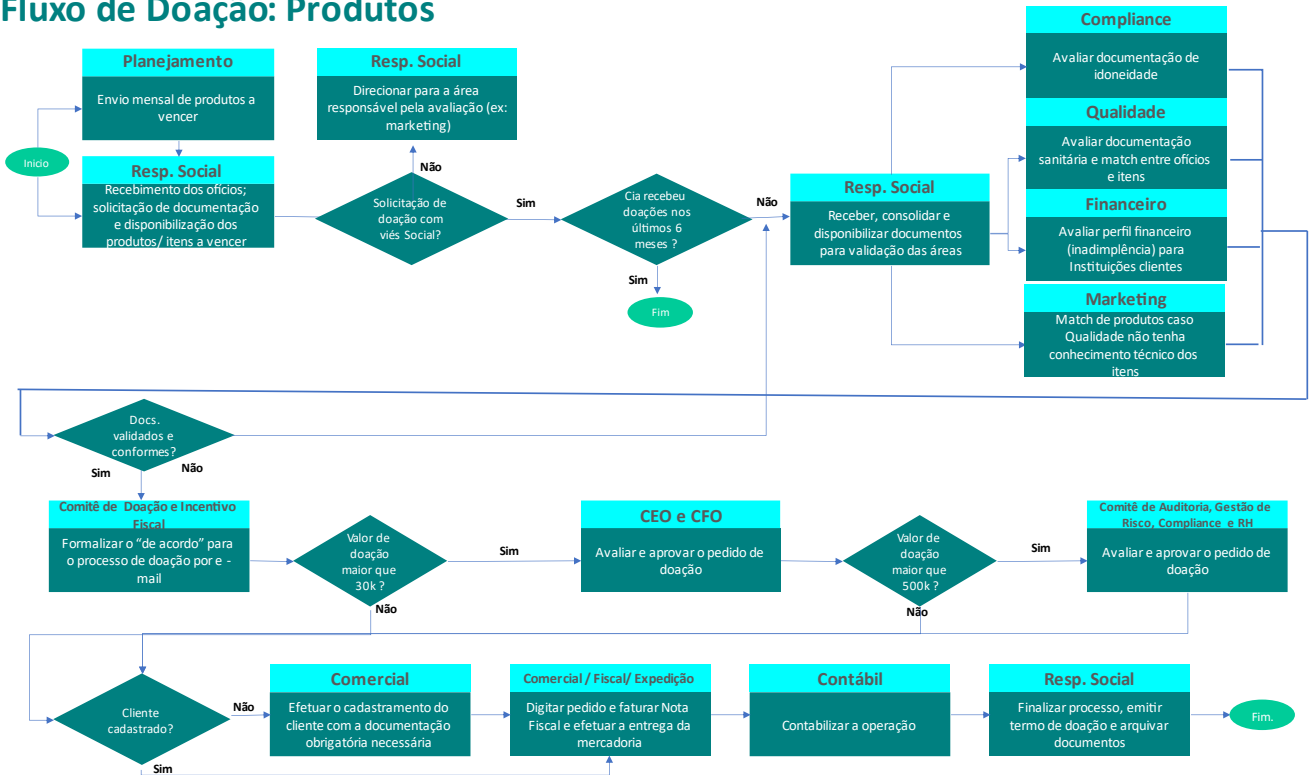 Fluxo de Doação: Produtos
Planejamento
Envio mensal de produtos a
vencer
Inicio
Resp. Social
Recebimento dos ofícios;
solicitação de documentação
e disponibilização dos
produtos/ itens a vencer
Resp. Social
Direcionar para a área
responsável pela avaliação (ex:
marketing)
Não
Solicitação de
doação com
viés Social?
Sim
Cia recebeu
doações nos
últimos 6
meses ?
Não
Sim
Fim
Resp. Social
Receber, consolidar e
disponibilizar documentos
para validação das áreas
Compliance
Avaliar documentação de
idoneidade
Qualidade
Avaliar documentação
sanitária e match entre ofícios
e itens
Financeiro
Avaliar perfil financeiro
(inadimplência) para
Instituições clientes
Marketing
Match de produtos caso
Qualidade não tenha
conhecimento técnico dos
itens
Docs.
validados e
conformes?
Sim
Não
Comitê de Doação e Incentivo
Fiscal
Formalizar o “de acordo” para
o processo de doação por e -
mail
Valor de
doação
maior que
30k ?
Sim
Não
CEO e CFO
Avaliar e aprovar o pedido de
doação
Valor de
doação
maior que
500k ?
Sim
Não
Comitê de Auditoria, Gestão de
Risco, Compliance e RH
Avaliar e aprovar o pedido de
doação
Cliente
cadastrado?
Não
Sim
Comercial
Efetuar o cadastramento do
cliente com a documentação
obrigatória necessária
Comercial / Fiscal/ Expedição
Digitar pedido e faturar Nota
Fiscal e efetuar a entrega da
mercadoria
Contábil
Contabilizar a operação
Resp. Social
Finalizar processo, emitir
termo de doação e arquivar
documentos
Fim.